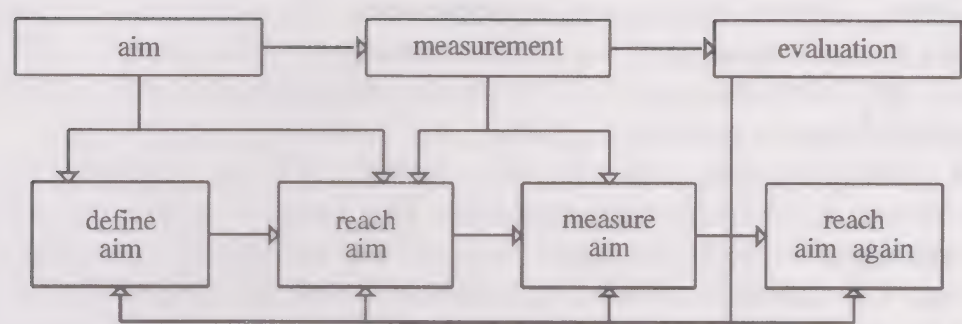 aim
measurement
evaluation
define
aim
reach
aim
measure
aim
reach
aim again